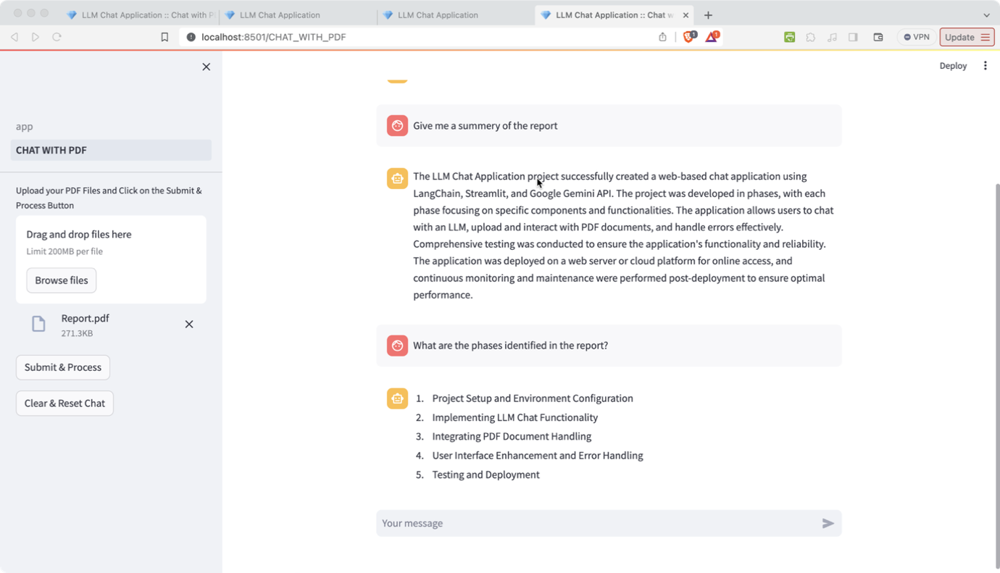 LLM Chat Application :: Chat with P
LLM Chat Application
LLM Chat Application
LLM Chat Application :: Chat w
localhost:8501/CHAT_WITH_PDF
1
1
VPN
Update
Deploy
app
CHAT WITH PDF
Upload your PDF Files and Click on the Submit &
Process Button
Drag and drop files here
Limit 200MB per file
Browse files
Report.pdf
271.3KB
Submit & Process
Clear & Reset Chat
Give me a summery of the report
The LLM Chat Application project successfully created a web-based chat application using
LangChain, Streamlit, and Google Gemini API. The project was developed in phases, with each
phase focusing on specific components and functionalities. The application allows users to chat
with an LLM, upload and interact with PDF documents, and handle errors effectively.
Comprehensive testing was conducted to ensure the application's functionality and reliability.
The application was deployed on a web server or cloud platform for online access, and
continuous monitoring and maintenance were performed post-deployment to ensure optimal
performance.
What are the phases identified in the report?
1. Project Setup and Environment Configuration
2. Implementing LLM Chat Functionality
3. Integrating PDF Document Handling
4. User Interface Enhancement and Error Handling
5. Testing and Deployment
Your message